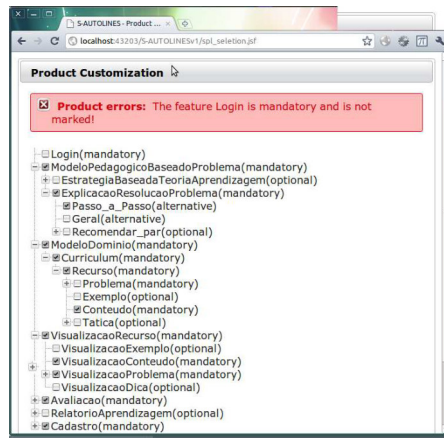 S-AUTOLINES - Product ...
localhost:43203/S-AUTOLINESv1/spl_seletion.jsf
Product Customization
Product errors: The feature Login is mandatory and is not
marked!
Login(mandatory)
ModeloPedagogicoBaseadoProblema(mandatory)
EstrategiaBaseadaTeoriaAprendizagem(optional)
ExplicacaoResolucaoProblema(mandatory)
Passo_a_Passo(alternative)
Geral(alternative)
Recomendar_par(optional)
ModeloDominio(mandatory)
Curriculum(mandatory)
Recurso(mandatory)
Problema(mandatory)
Exemplo(optional)
Conteudo(mandatory)
Tatica(optional)
VisualizacaoRecurso(mandatory)
VisualizacaoExemplo(optional)
VisualizacaoConteudo(mandatory)
VisualizacaoProblema(mandatory)
VisualizacaoDica(optional)
Avaliacao(mandatory)
RelatorioAprendizagem(optional)
Cadastro(mandatory)